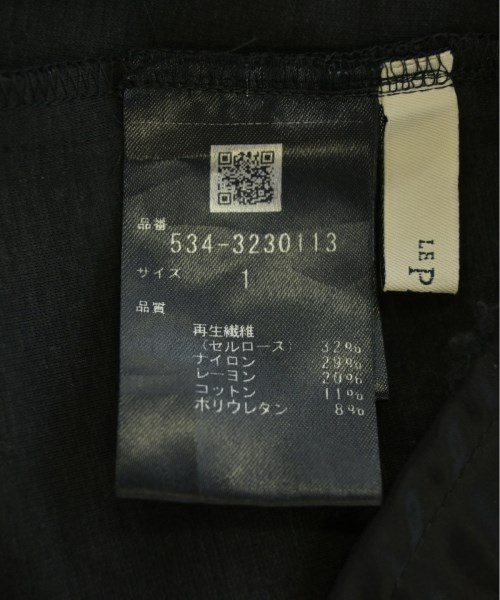 品番
534-3230113
サイズ 1
品質
再生繊維
(セルロース) 32%
ナイロン 29%
レーヨン 20%
コットン 11%
ポリウレタン 8%
LE P